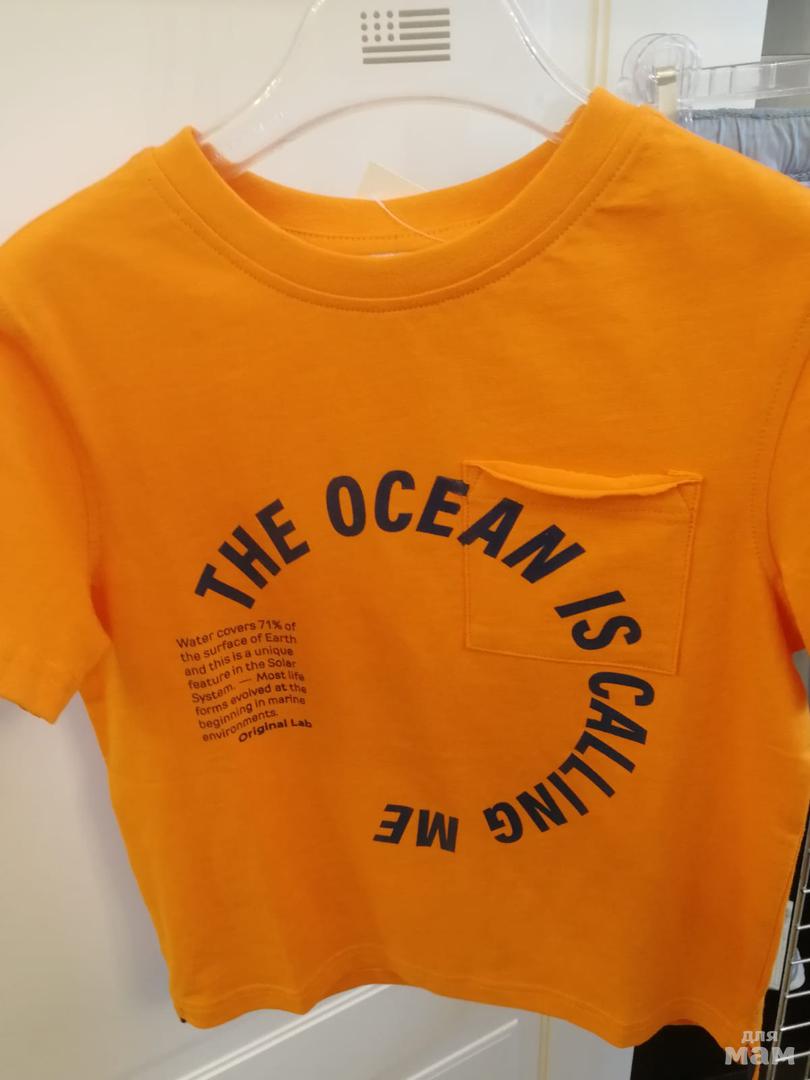 THE OCEAN IS CALLING ME
Water covers 71% of
the surface of Earth
and this is a unique
feature in the Solar
System. — Most life
forms evolved at the
beginning in marine
environments.
Original Lab
для
мам